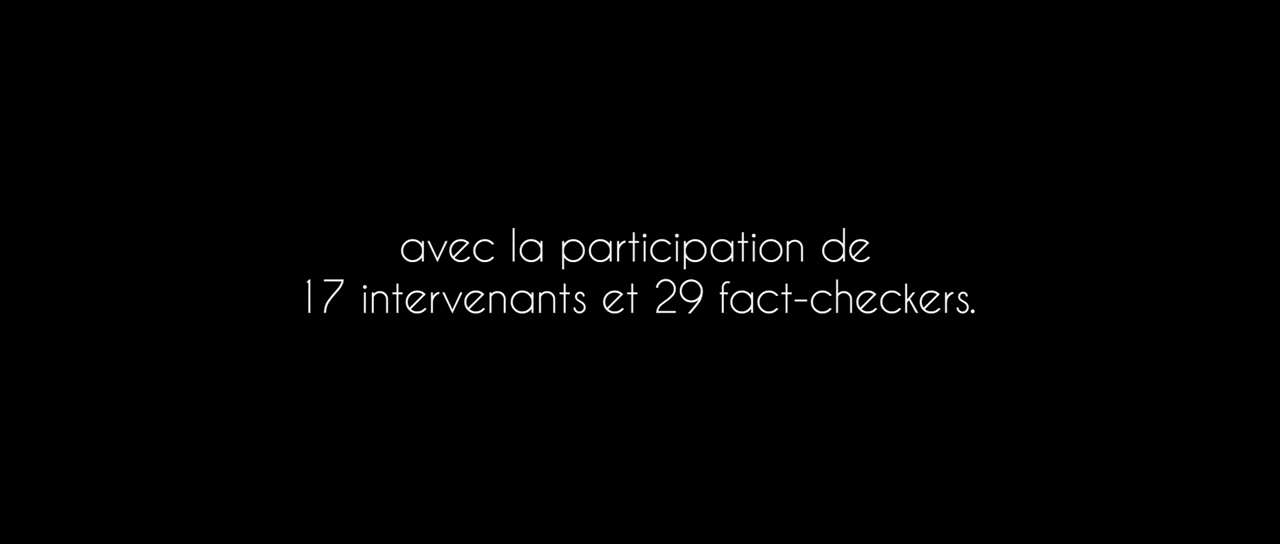 avec la participation de
17 intervenants et 29 fact-checkers.